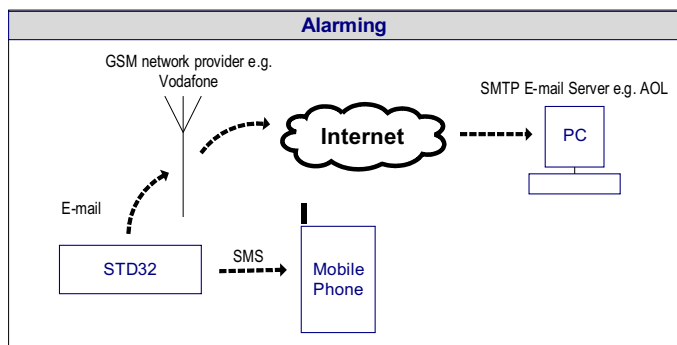 Alarming
GSM network provider e.g.
Vodafone
SMTP E-mail Server e.g. AOL
Internet
PC
E-mail
STD32
SMS
Mobile
Phone